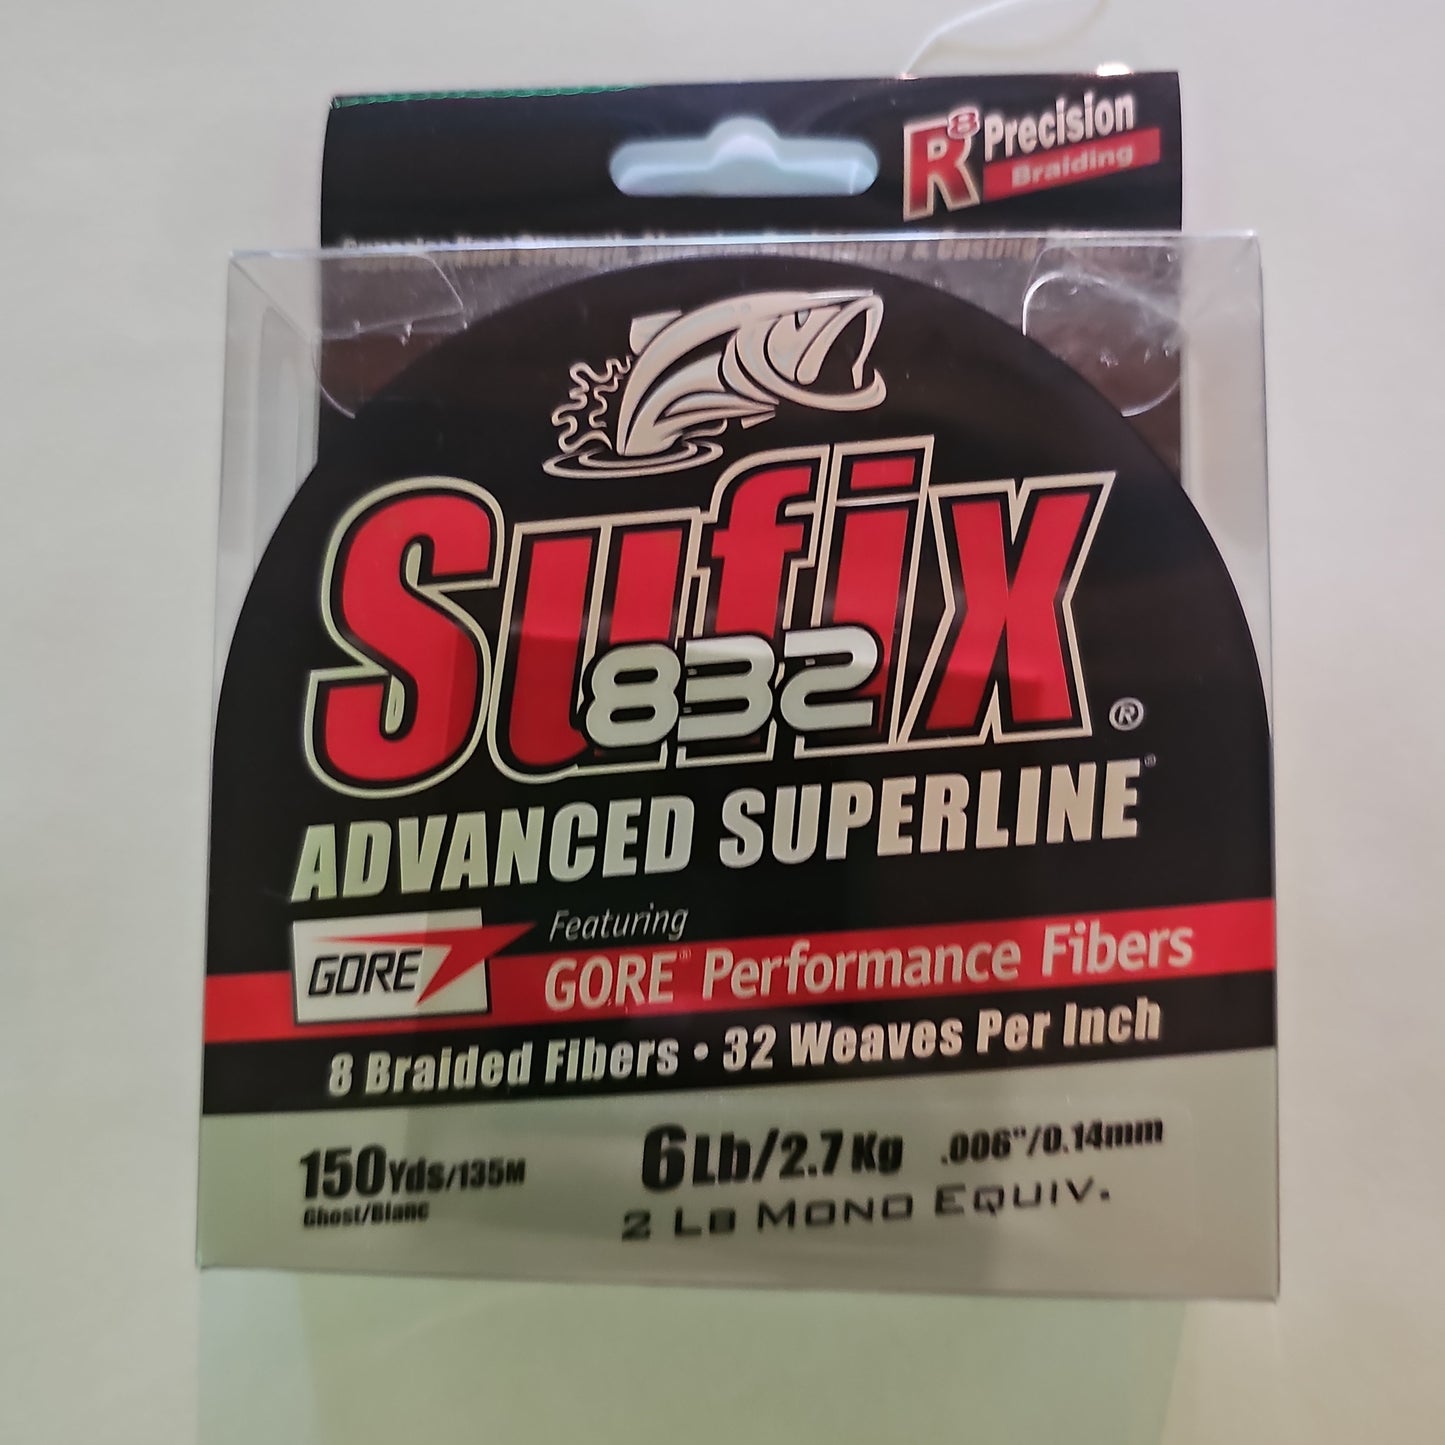 R8 Precision
Braiding
Sufix
832
®
ADVANCED SUPERLINE®
GORE
Featuring
GORE™ Performance Fibers
8 Braided Fibers • 32 Weaves Per Inch
150Yds/135M
Ghost/Blanc
6Lb/2.7Kg .006"/0.14mm
2 LB MONO EQUIV.